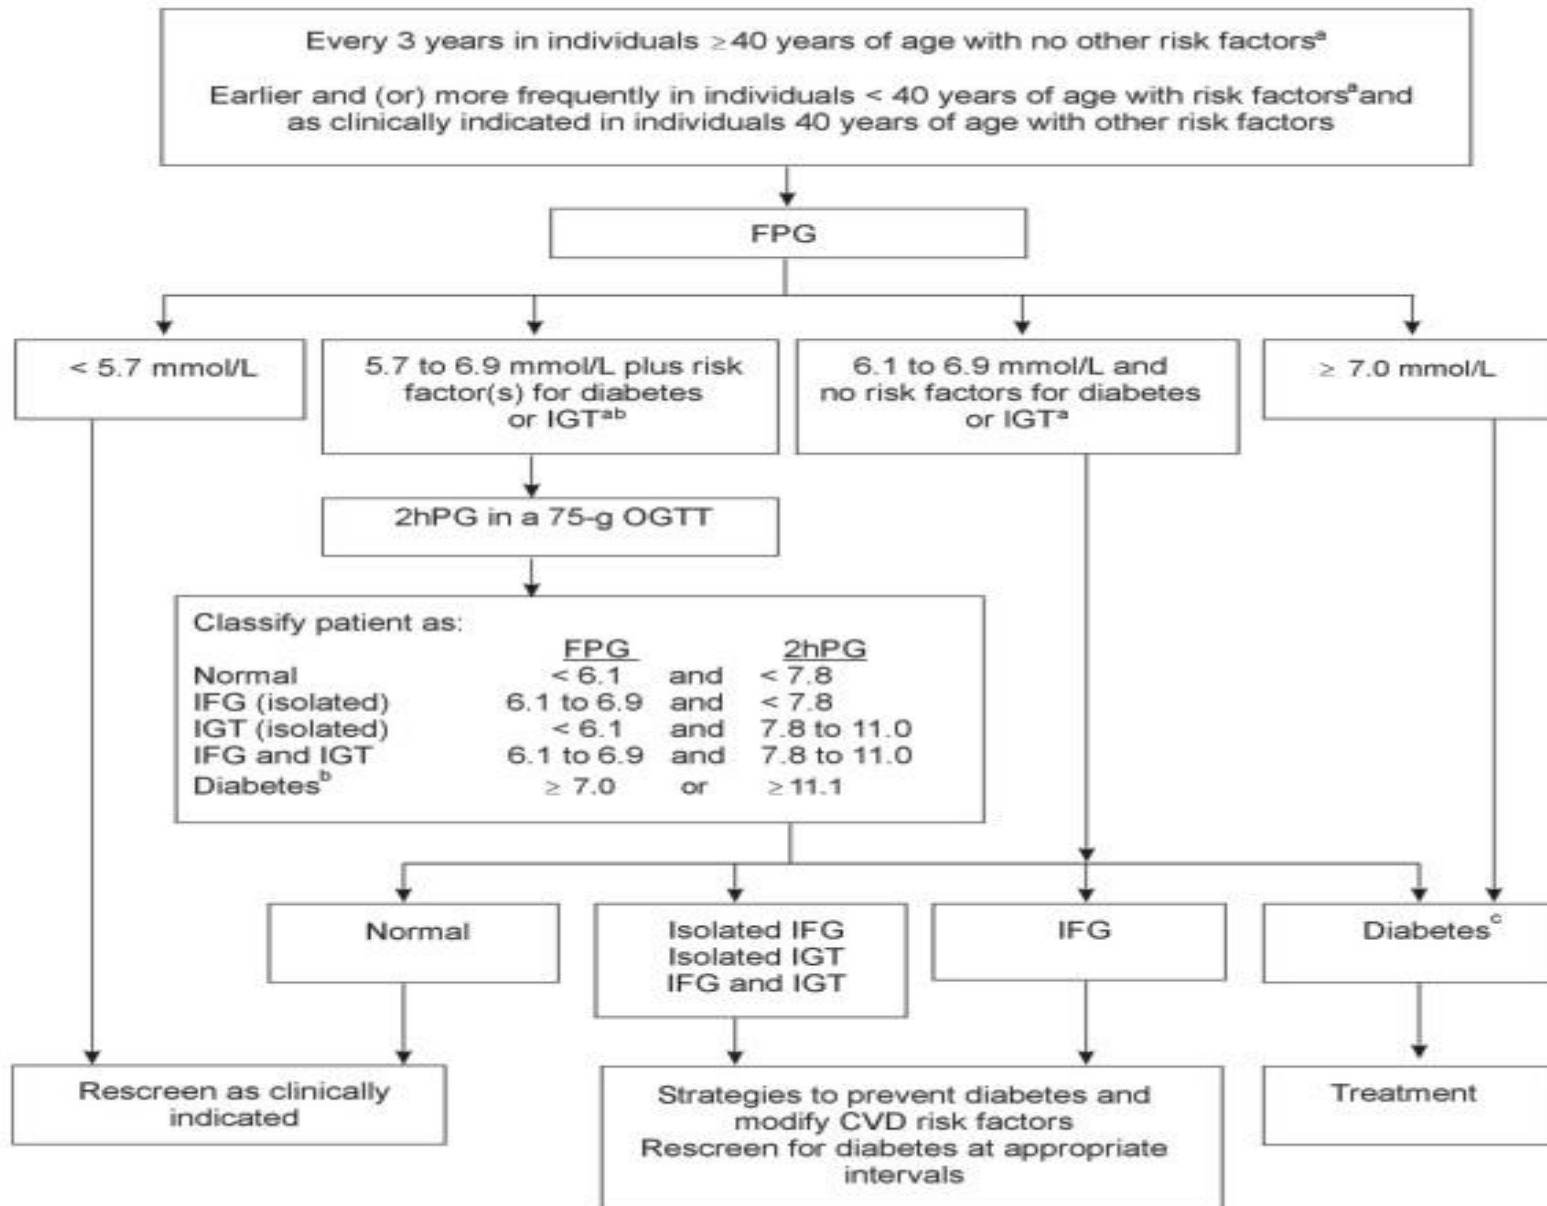 Every 3 years in individuals ≥ 40 years of age with no other risk factorsᵃ
Earlier and (or) more frequently in individuals < 40 years of age with risk factorsᵃ and
as clinically indicated in individuals 40 years of age with other risk factors
FPG
< 5.7 mmol/L
5.7 to 6.9 mmol/L plus risk
factor(s) for diabetes
or IGTᵃᵇ
6.1 to 6.9 mmol/L and
no risk factors for diabetes
or IGTᵃ
≥ 7.0 mmol/L
2hPG in a 75-g OGTT
Classify patient as:
FPG 2hPG
Normal < 6.1 and < 7.8
IFG (isolated) 6.1 to 6.9 and < 7.8
IGT (isolated) < 6.1 and 7.8 to 11.0
IFG and IGT 6.1 to 6.9 and 7.8 to 11.0
Diabetesᵇ ≥ 7.0 or ≥ 11.1
Normal
Isolated IFG
Isolated IGT
IFG and IGT
IFG
Diabetesᶜ
Rescreen as clinically
indicated
Strategies to prevent diabetes and
modify CVD risk factors
Rescreen for diabetes at appropriate
intervals
Treatment